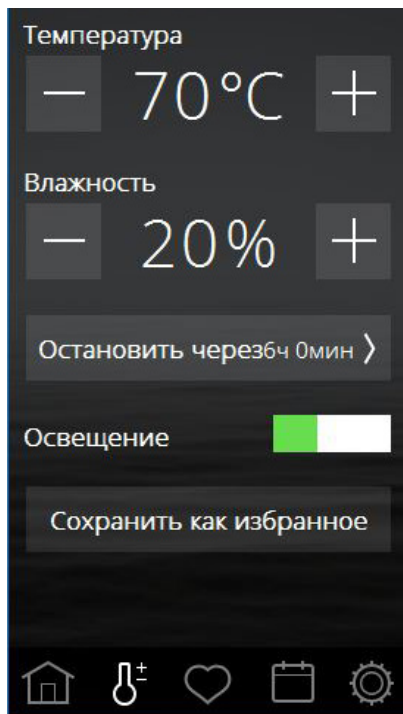 Температура
— 70°C +
Влажность
— 20% +
Остановить через6ч 0мин ⟩
Освещение
Сохранить как избранное